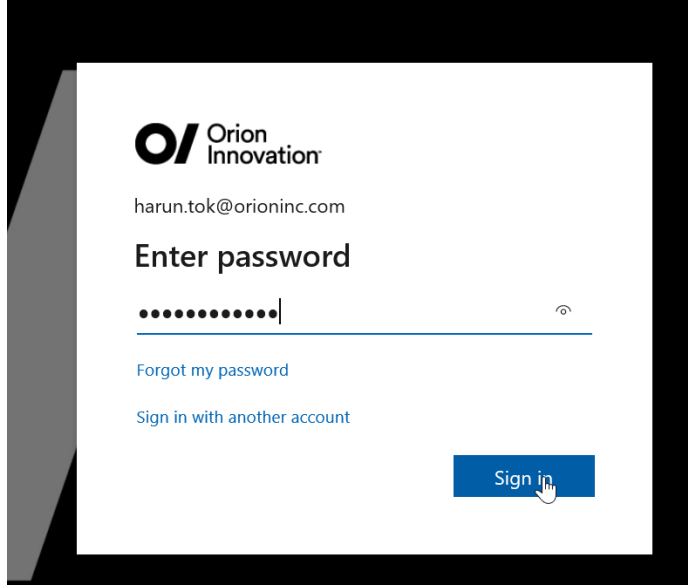 Orion
Innovation
harun.tok@orioninc.com
Enter password
●●●●●●●●●●●●
Forgot my password
Sign in with another account
Sign in